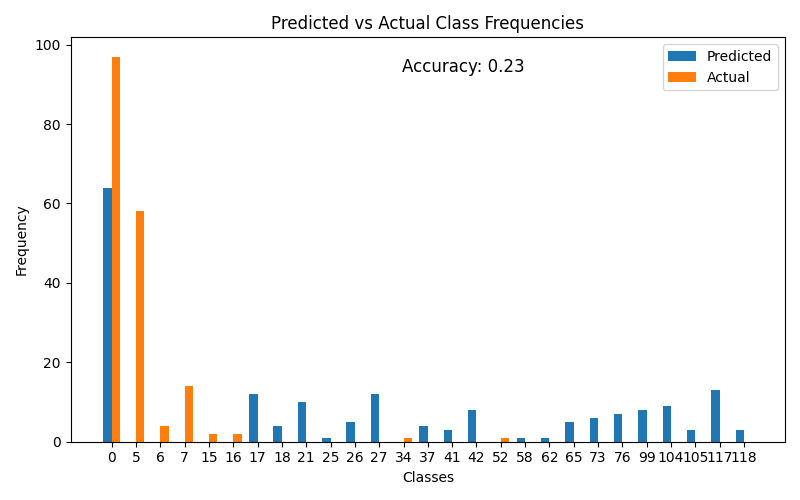 Predicted vs Actual Class Frequencies
100
80
60
40
20
0
Frequency
Accuracy: 0.23
Predicted
Actual
0 5 6 7 15 16 17 18 21 25 26 27 34 37 41 42 52 58 62 65 73 76 99 104 105 117 118
Classes